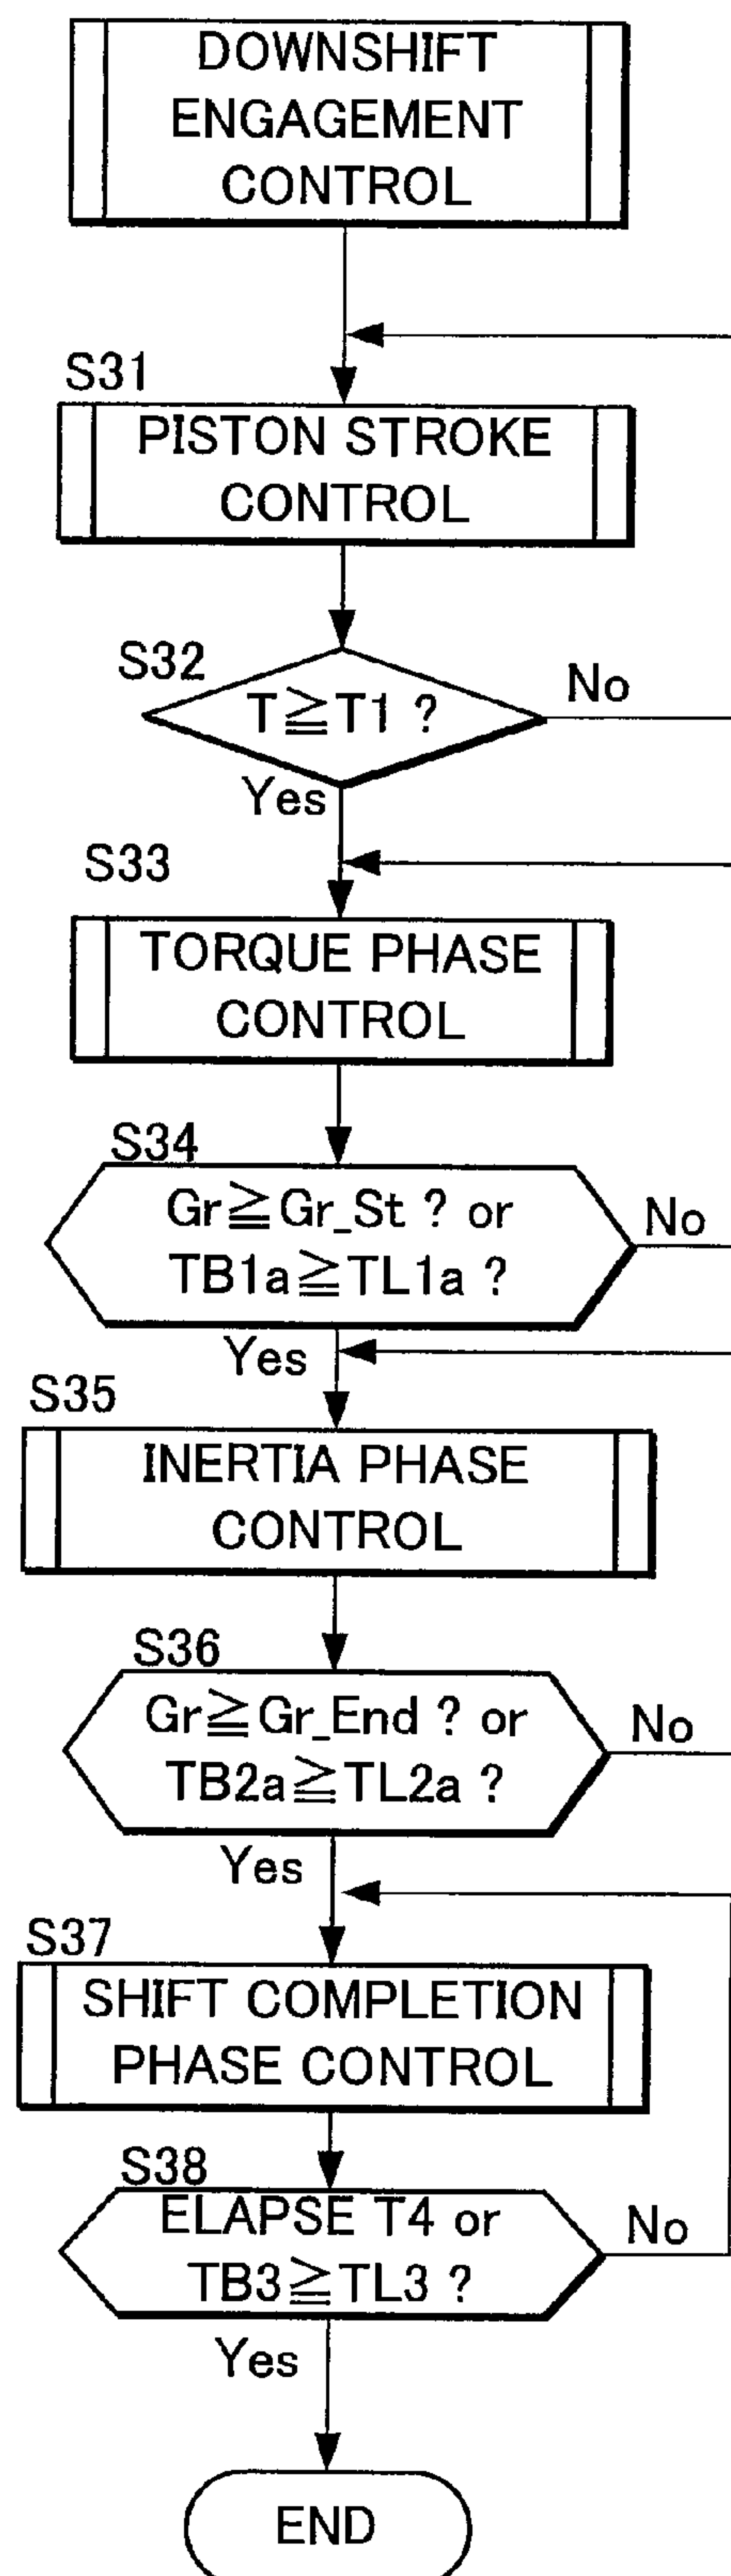 DOWNSHIFT
ENGAGEMENT
CONTROL
S31
PISTON STROKE
CONTROL
S32
T≧T1 ?
No
Yes
S33
TORQUE PHASE
CONTROL
S34
Gr≧Gr_St ? or
TB1a≧TL1a ?
No
Yes
S35
INERTIA PHASE
CONTROL
S36
Gr≧Gr_End ? or
TB2a≧TL2a ?
No
Yes
S37
SHIFT COMPLETION
PHASE CONTROL
S38
ELAPSE T4 or
TB3≧TL3 ?
No
Yes
END